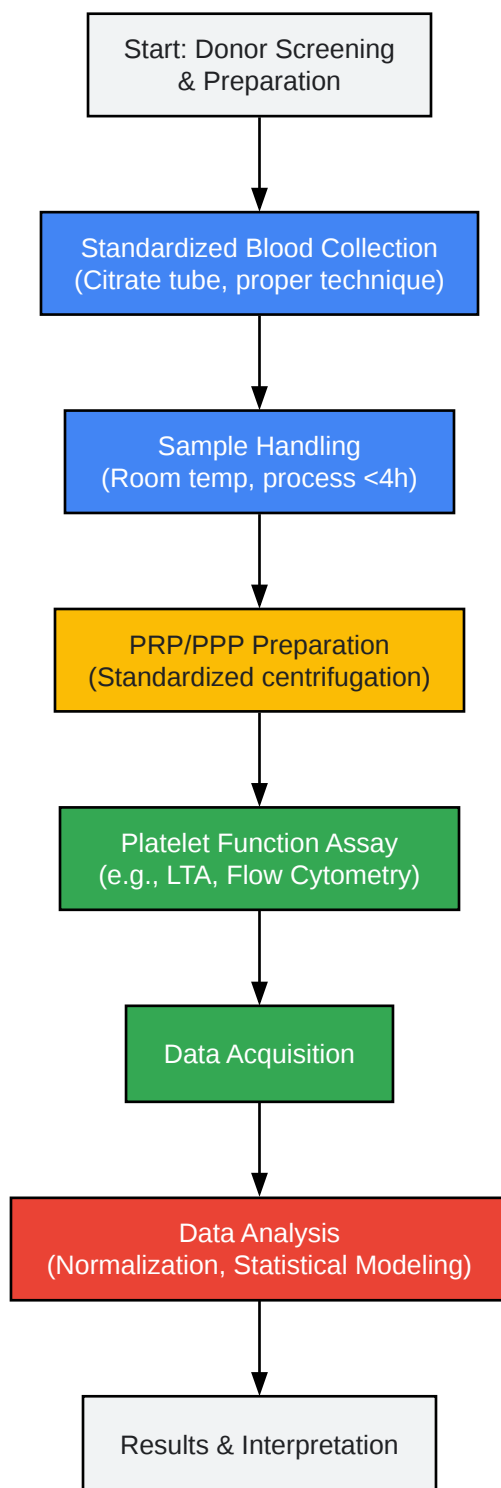 Start: Donor Screening
& Preparation
Standardized Blood Collection
(Citrate tube, proper technique)
Sample Handling
(Room temp, process <4h)
PRP/PPP Preparation
(Standardized centrifugation)
Platelet Function Assay
(e.g., LTA, Flow Cytometry)
Data Acquisition
Data Analysis
(Normalization, Statistical Modeling)
Results & Interpretation